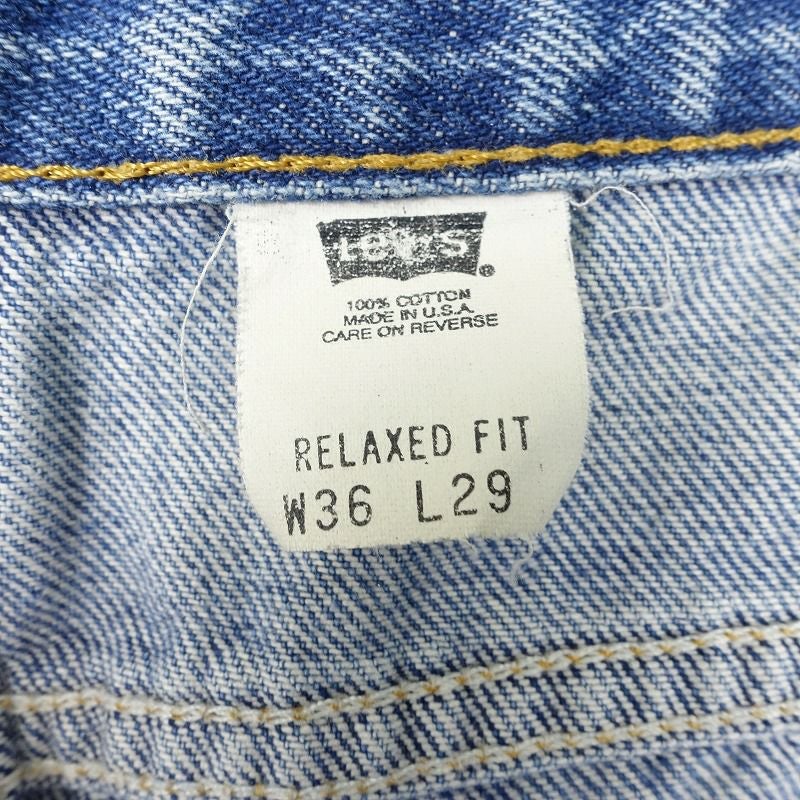 Levi's
®
100% COTTON
MADE IN U.S.A.
CARE ON REVERSE
RELAXED FIT
W36 L29